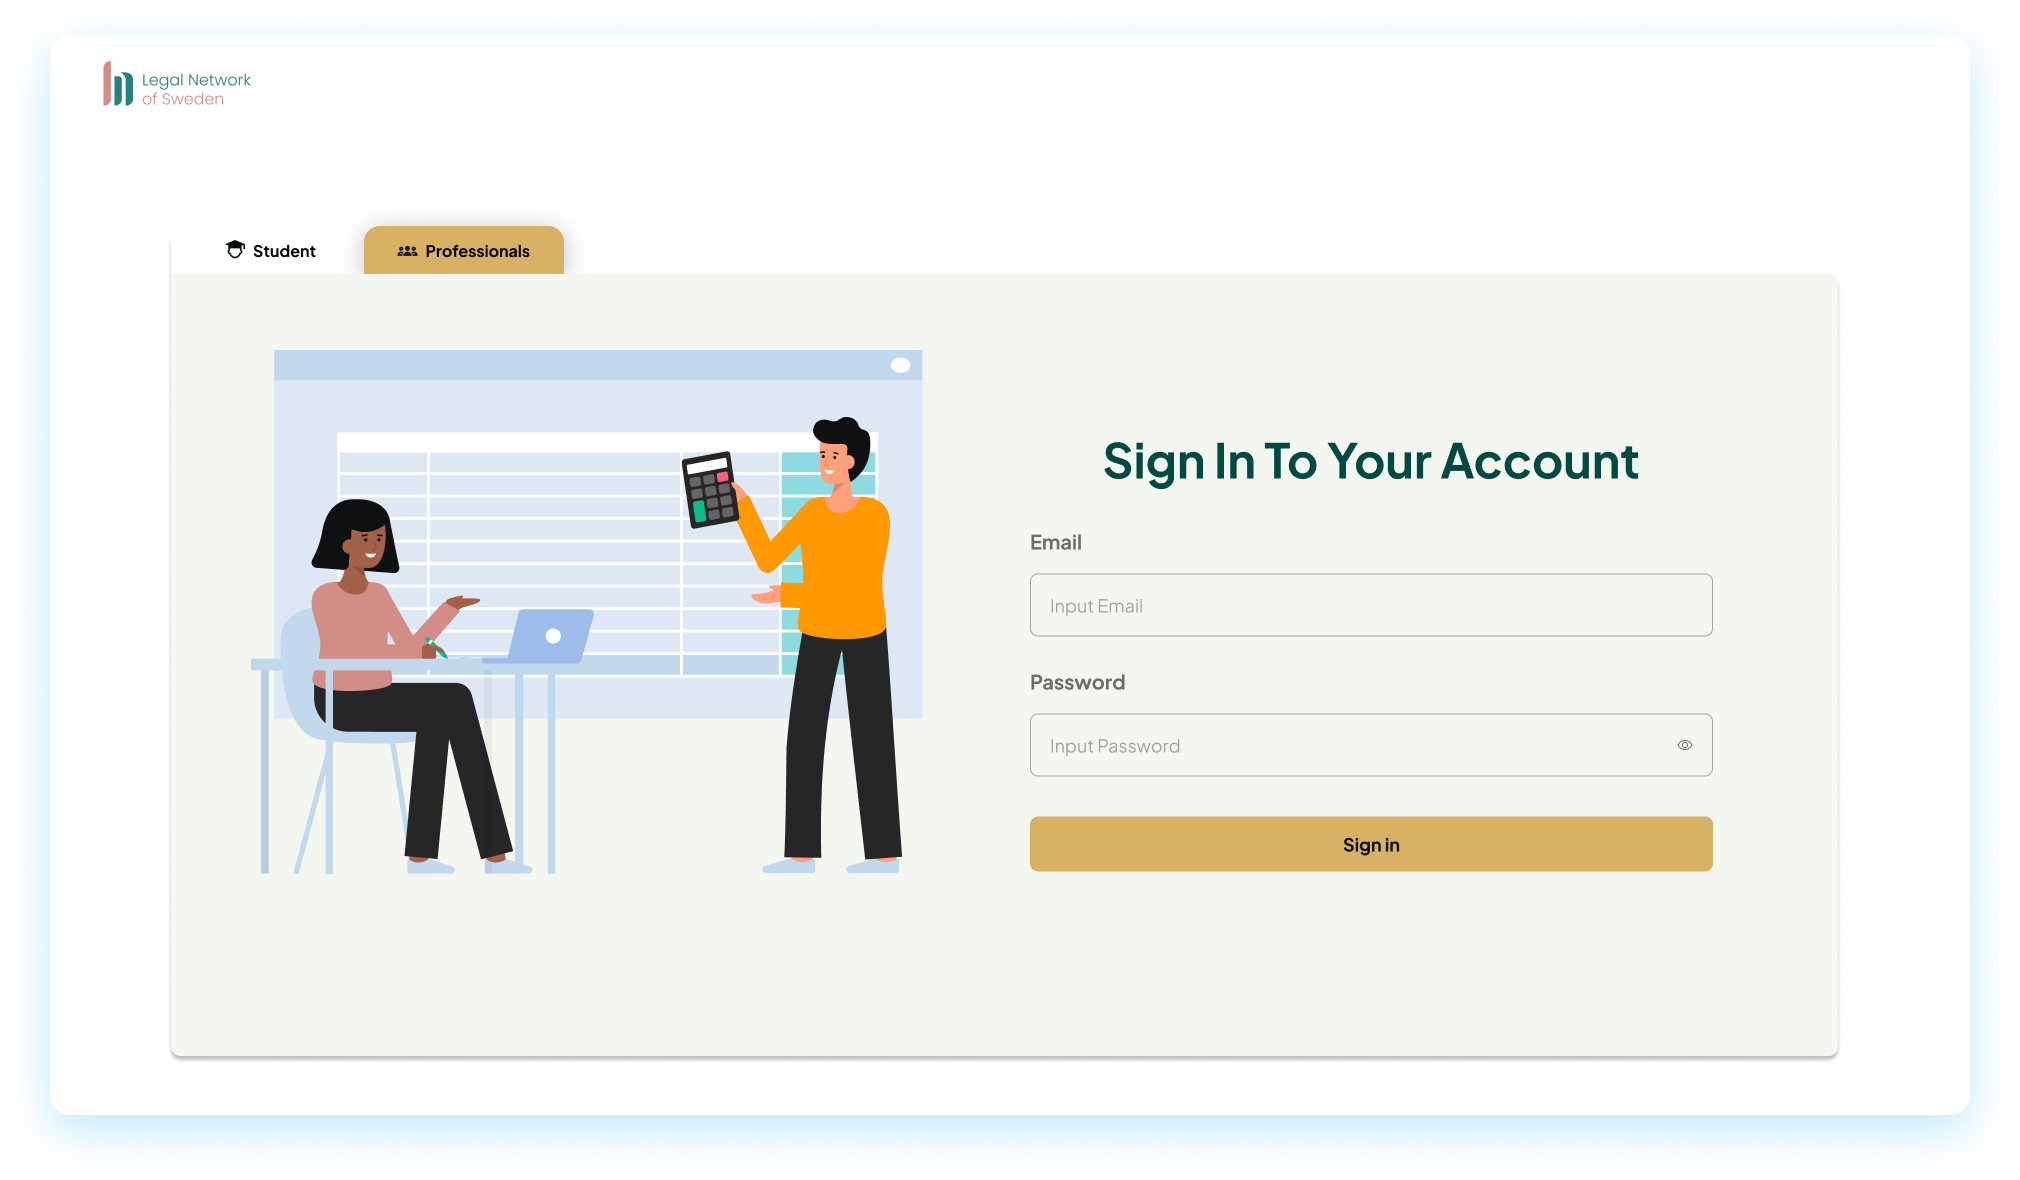 Legal Network
of Sweden
Student
Professionals
Sign In To Your Account
Email
Input Email
Password
Input Password
Sign in